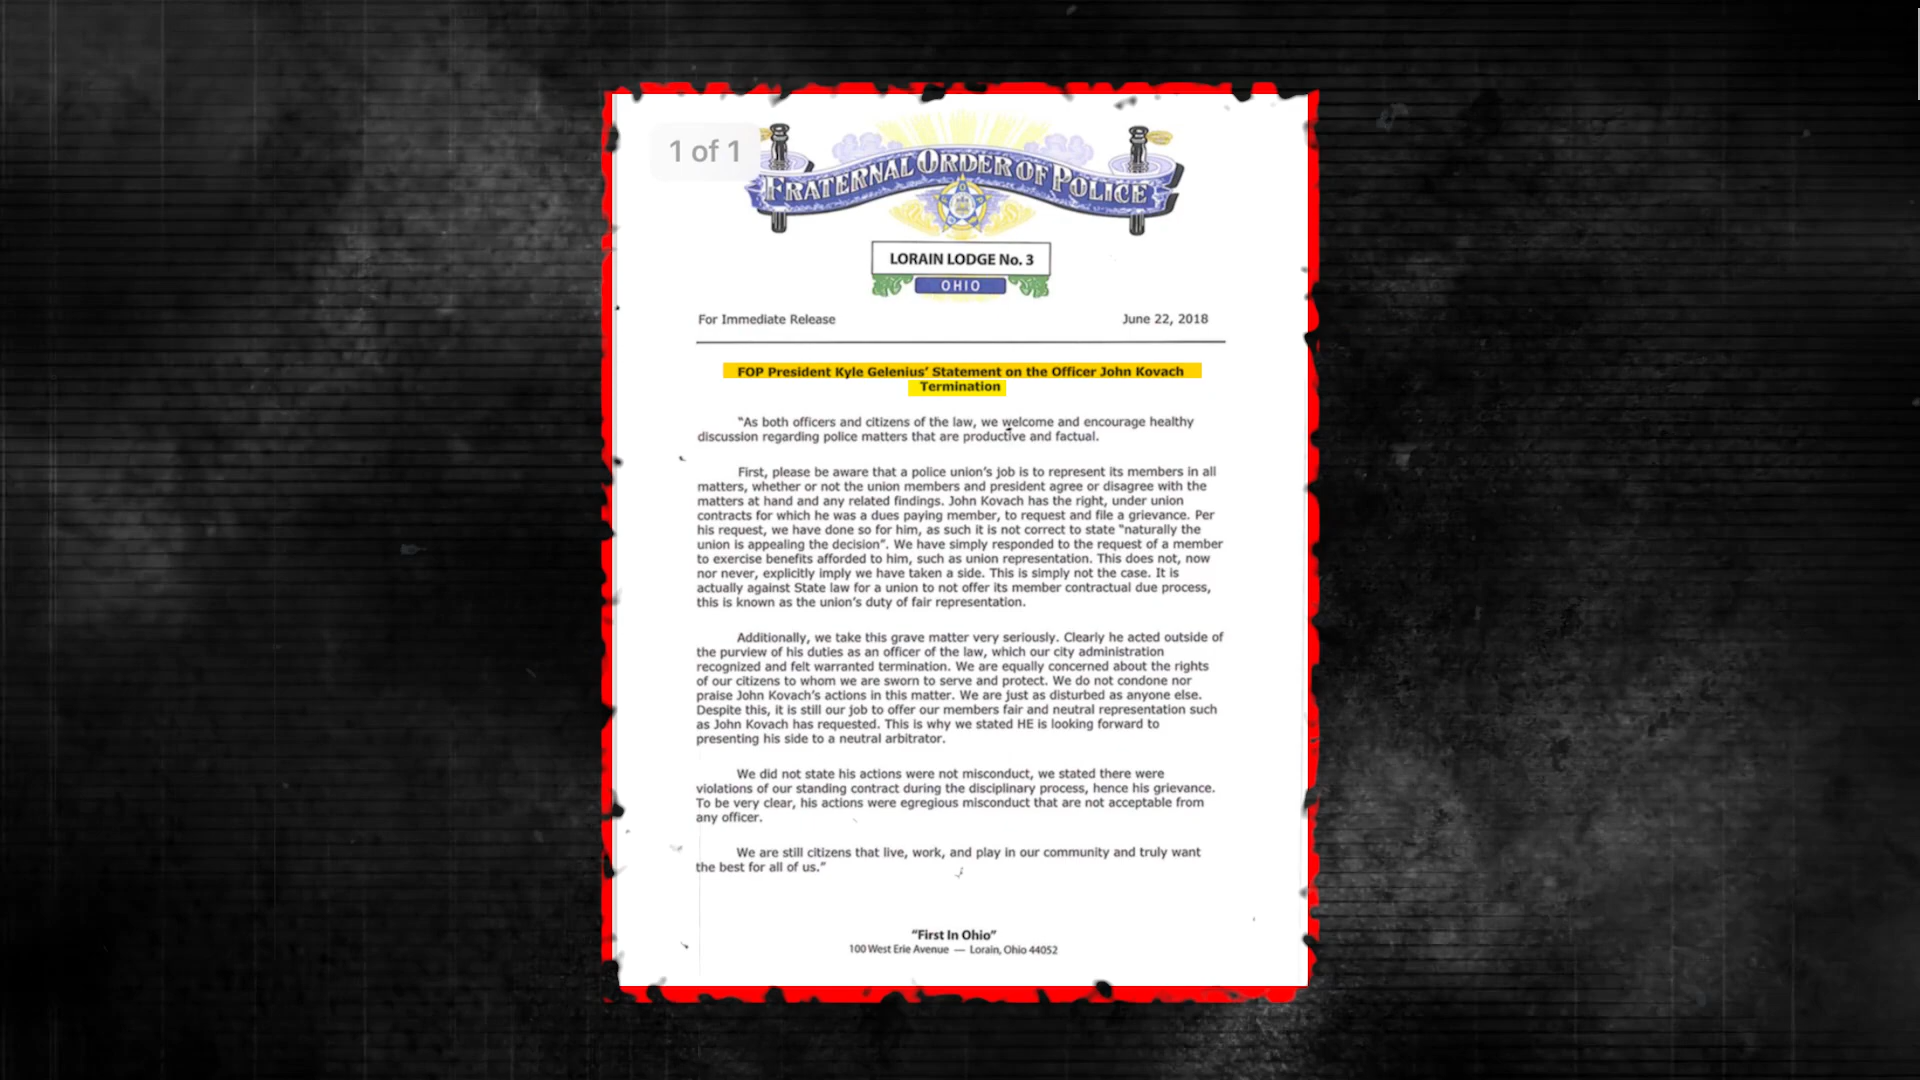 1 of 1
FRATERNAL ORDER OF POLICE
LORAIN LODGE No. 3
OHIO
For Immediate Release June 22, 2018
FOP President Kyle Gelenius’ Statement on the Officer John Kovach
Termination
“As both officers and citizens of the law, we welcome and encourage healthy
discussion regarding police matters that are productive and factual.
First, please be aware that a police union’s job is to represent its members in all
matters, whether or not the union members and president agree or disagree with the
matters at hand and any related findings. John Kovach has the right, under union
contracts for which he was a dues paying member, to request and file a grievance. Per
his request, we have done so for him, as such it is not correct to state “naturally the
union is appealing the decision”. We have simply responded to the request of a member
to exercise benefits afforded to him, such as union representation. This does not, now
nor never, explicitly imply we have taken a side. This is simply not the case. It is
actually against State law for a union to not offer its member contractual due process,
this is known as the union’s duty of fair representation.
Additionally, we take this grave matter very seriously. Clearly he acted outside of
the purview of his duties as an officer of the law, which our city administration
recognized and felt warranted termination. We are equally concerned about the rights
of our citizens to whom we are sworn to serve and protect. We do not condone nor
praise John Kovach’s actions in this matter. We are just as disturbed as anyone else.
Despite this, it is still our job to offer our members fair and neutral representation such
as John Kovach has requested. This is why we stated HE is looking forward to
presenting his side to a neutral arbitrator.
We did not state his actions were not misconduct, we stated there were
violations of our standing contract during the disciplinary process, hence his grievance.
To be very clear, his actions were egregious misconduct that are not acceptable from
any officer.
We are still citizens that live, work, and play in our community and truly want
the best for all of us.”
“First In Ohio”
100 West Erie Avenue — Lorain, Ohio 44052